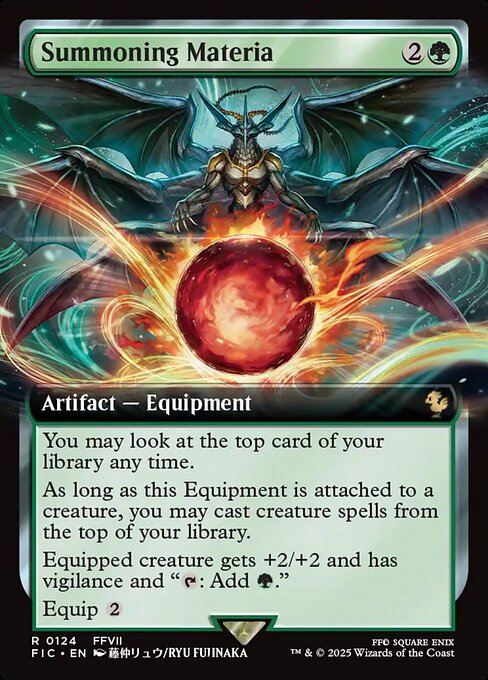 Summoning Materia 2
Artifact — Equipment
You may look at the top card of your
library any time.
As long as this Equipment is attached to a
creature, you may cast creature spells from
the top of your library.
Equipped creature gets +2/+2 and has
vigilance and “: Add .”
Equip 2
R 0124 FFVII
FIC • EN 藤仲リュウ/RYU FUJINAKA
FF© SQUARE ENIX
™ & © 2025 Wizards of the Coast